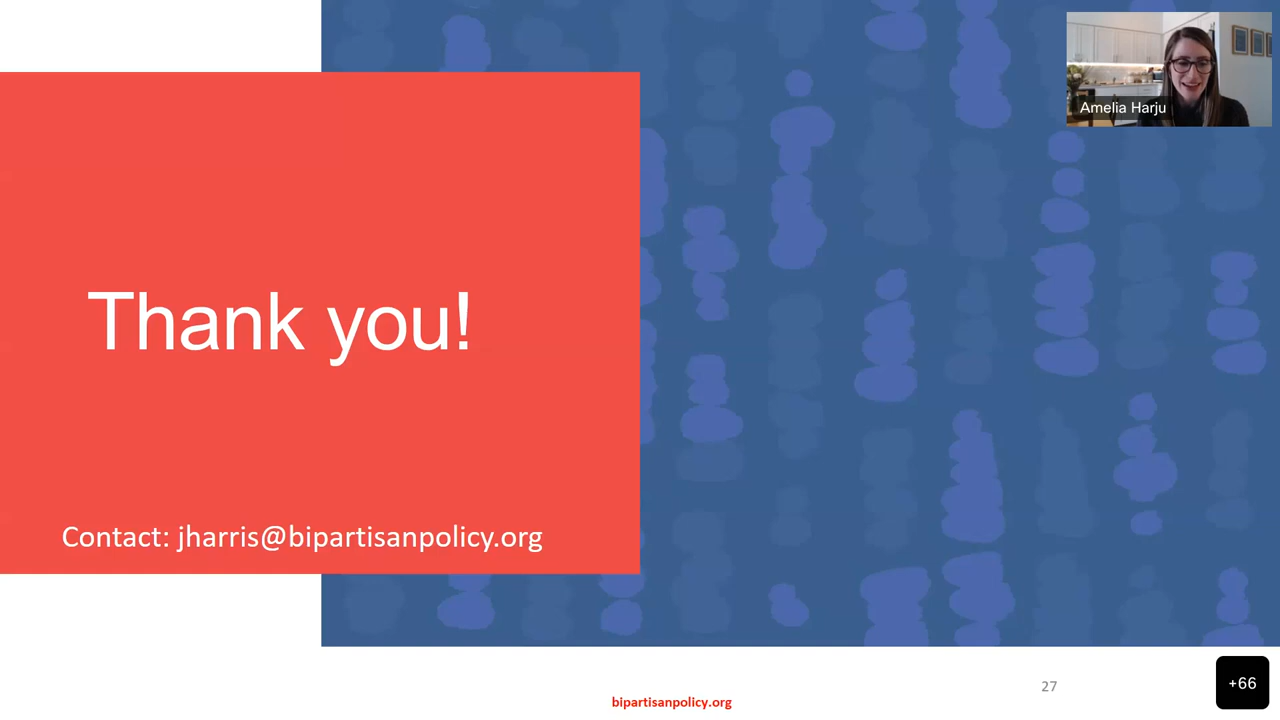 Amelia Harju
Thank you!
Contact: jharris@bipartisanpolicy.org
27
+66
bipartisanpolicy.org